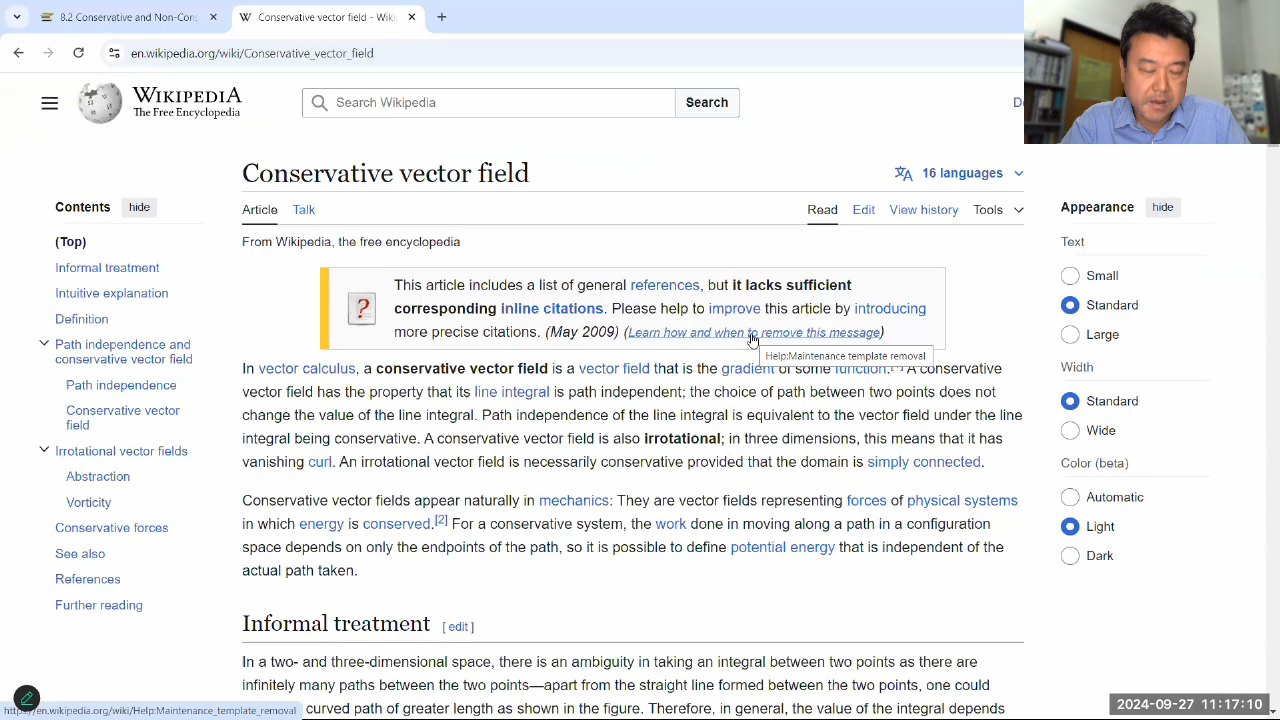 8.2 Conservative and Non-Cons
Conservative vector field - Wiki
en.wikipedia.org/wiki/Conservative_vector_field
WIKIPEDIA
The Free Encyclopedia
Search Wikipedia
Search
Conservative vector field
16 languages
Contents
hide
Article
Talk
Read
Edit
View history
Tools
Appearance
hide
(Top)
From Wikipedia, the free encyclopedia
Text
Informal treatment
Small
Intuitive explanation
This article includes a list of general references, but it lacks sufficient
Standard
Definition
corresponding inline citations. Please help to improve this article by introducing
Large
Path independence and
conservative vector field
more precise citations. (May 2009) (Learn how and when to remove this message)
Help:Maintenance template removal
Width
Path independence
In vector calculus, a conservative vector field is a vector field that is the gradient of some function.[1] A conservative
Standard
Conservative vector
field
vector field has the property that its line integral is path independent; the choice of path between two points does not
Wide
change the value of the line integral. Path independence of the line integral is equivalent to the vector field under the line
Irrotational vector fields
integral being conservative. A conservative vector field is also irrotational; in three dimensions, this means that it has
Color (beta)
Abstraction
vanishing curl. An irrotational vector field is necessarily conservative provided that the domain is simply connected.
Automatic
Vorticity
Conservative vector fields appear naturally in mechanics: They are vector fields representing forces of physical systems
Light
Conservative forces
in which energy is conserved.[2] For a conservative system, the work done in moving along a path in a configuration
Dark
See also
space depends on only the endpoints of the path, so it is possible to define potential energy that is independent of the
References
actual path taken.
Further reading
Informal treatment [ edit ]
In a two- and three-dimensional space, there is an ambiguity in taking an integral between two points as there are
infinitely many paths between the two points—apart from the straight line formed between the two points, one could
curved path of greater length as shown in the figure. Therefore, in general, the value of the integral depends
https://en.wikipedia.org/wiki/Help:Maintenance_template_removal
2024-09-27 11:17:10